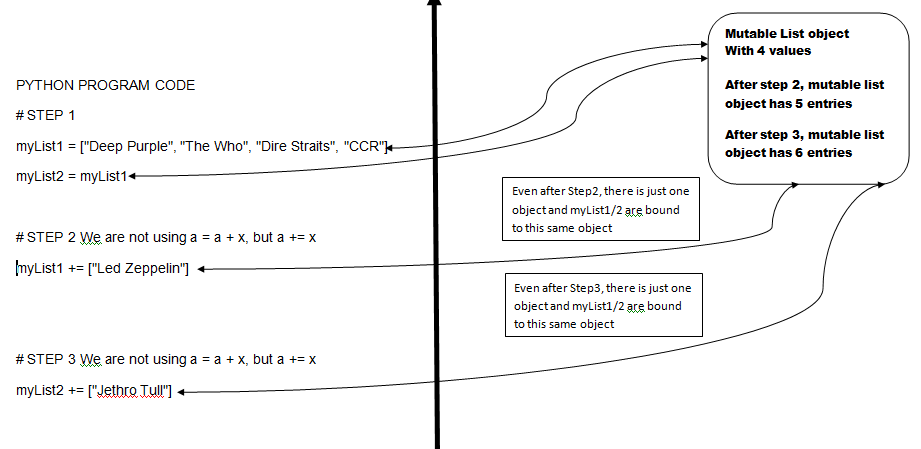 PYTHON PROGRAM CODE
# STEP 1
myList1 = ["Deep Purple", "The Who", "Dire Straits", "CCR"]
myList2 = myList1
# STEP 2 We are not using a = a + x, but a += x
myList1 += ["Led Zeppelin"]
# STEP 3 We are not using a = a + x, but a += x
myList2 += ["Jethro Tull"]
Mutable List object
With 4 values
After step 2, mutable list
object has 5 entries
After step 3, mutable list
object has 6 entries
Even after Step2, there is just one
object and myList1/2 are bound
to this same object
Even after Step3, there is just one
object and myList1/2 are bound
to this same object